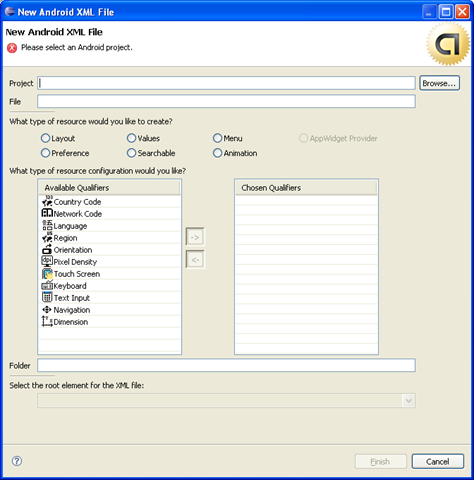 New Android XML File
New Android XML File
Please select an Android project.
Project
Browse...
File
What type of resource would you like to create?
Layout Values Menu AppWidget Provider
Preference Searchable Animation
What type of resource configuration would you like?
Available Qualifiers Chosen Qualifiers
Country Code
Network Code
Language
Region
Orientation
Pixel Density
Touch Screen
Keyboard
Text Input
Navigation
Dimension
->
<-
Folder
Select the root element for the XML file:
Finish Cancel